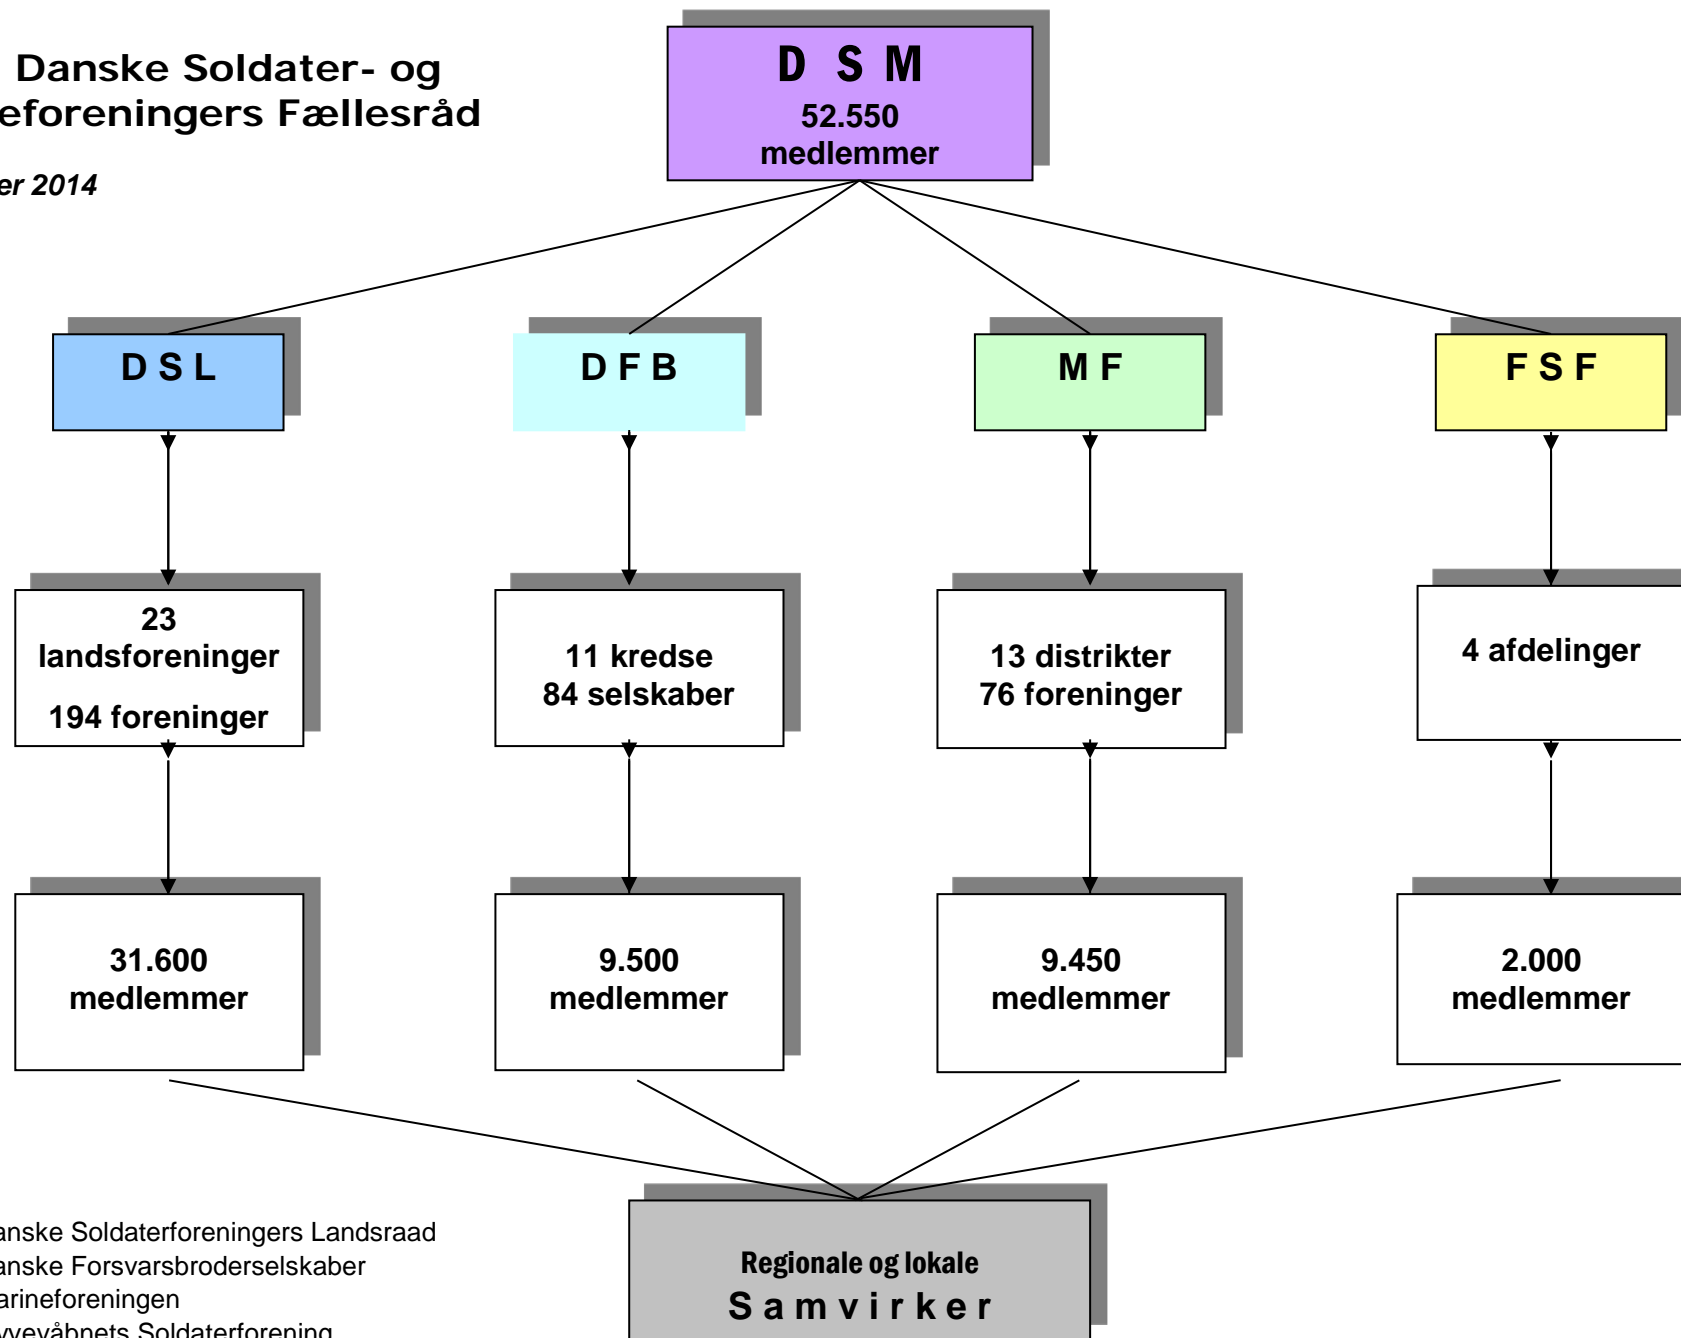 Danske Soldater- og
eforeningers Fællesråd
er 2014
D S M
52.550
medlemmer
D S L
D F B
M F
F S F
23
landsforeninger
194 foreninger
11 kredse
84 selskaber
13 distrikter
76 foreninger
4 afdelinger
31.600
medlemmer
9.500
medlemmer
9.450
medlemmer
2.000
medlemmer
anske Soldaterforeningers Landsraad
anske Forsvarsbroderselskaber
arineforeningen
yvevåbnets Soldaterforening
Regionale og lokale
S a m v i r k e r